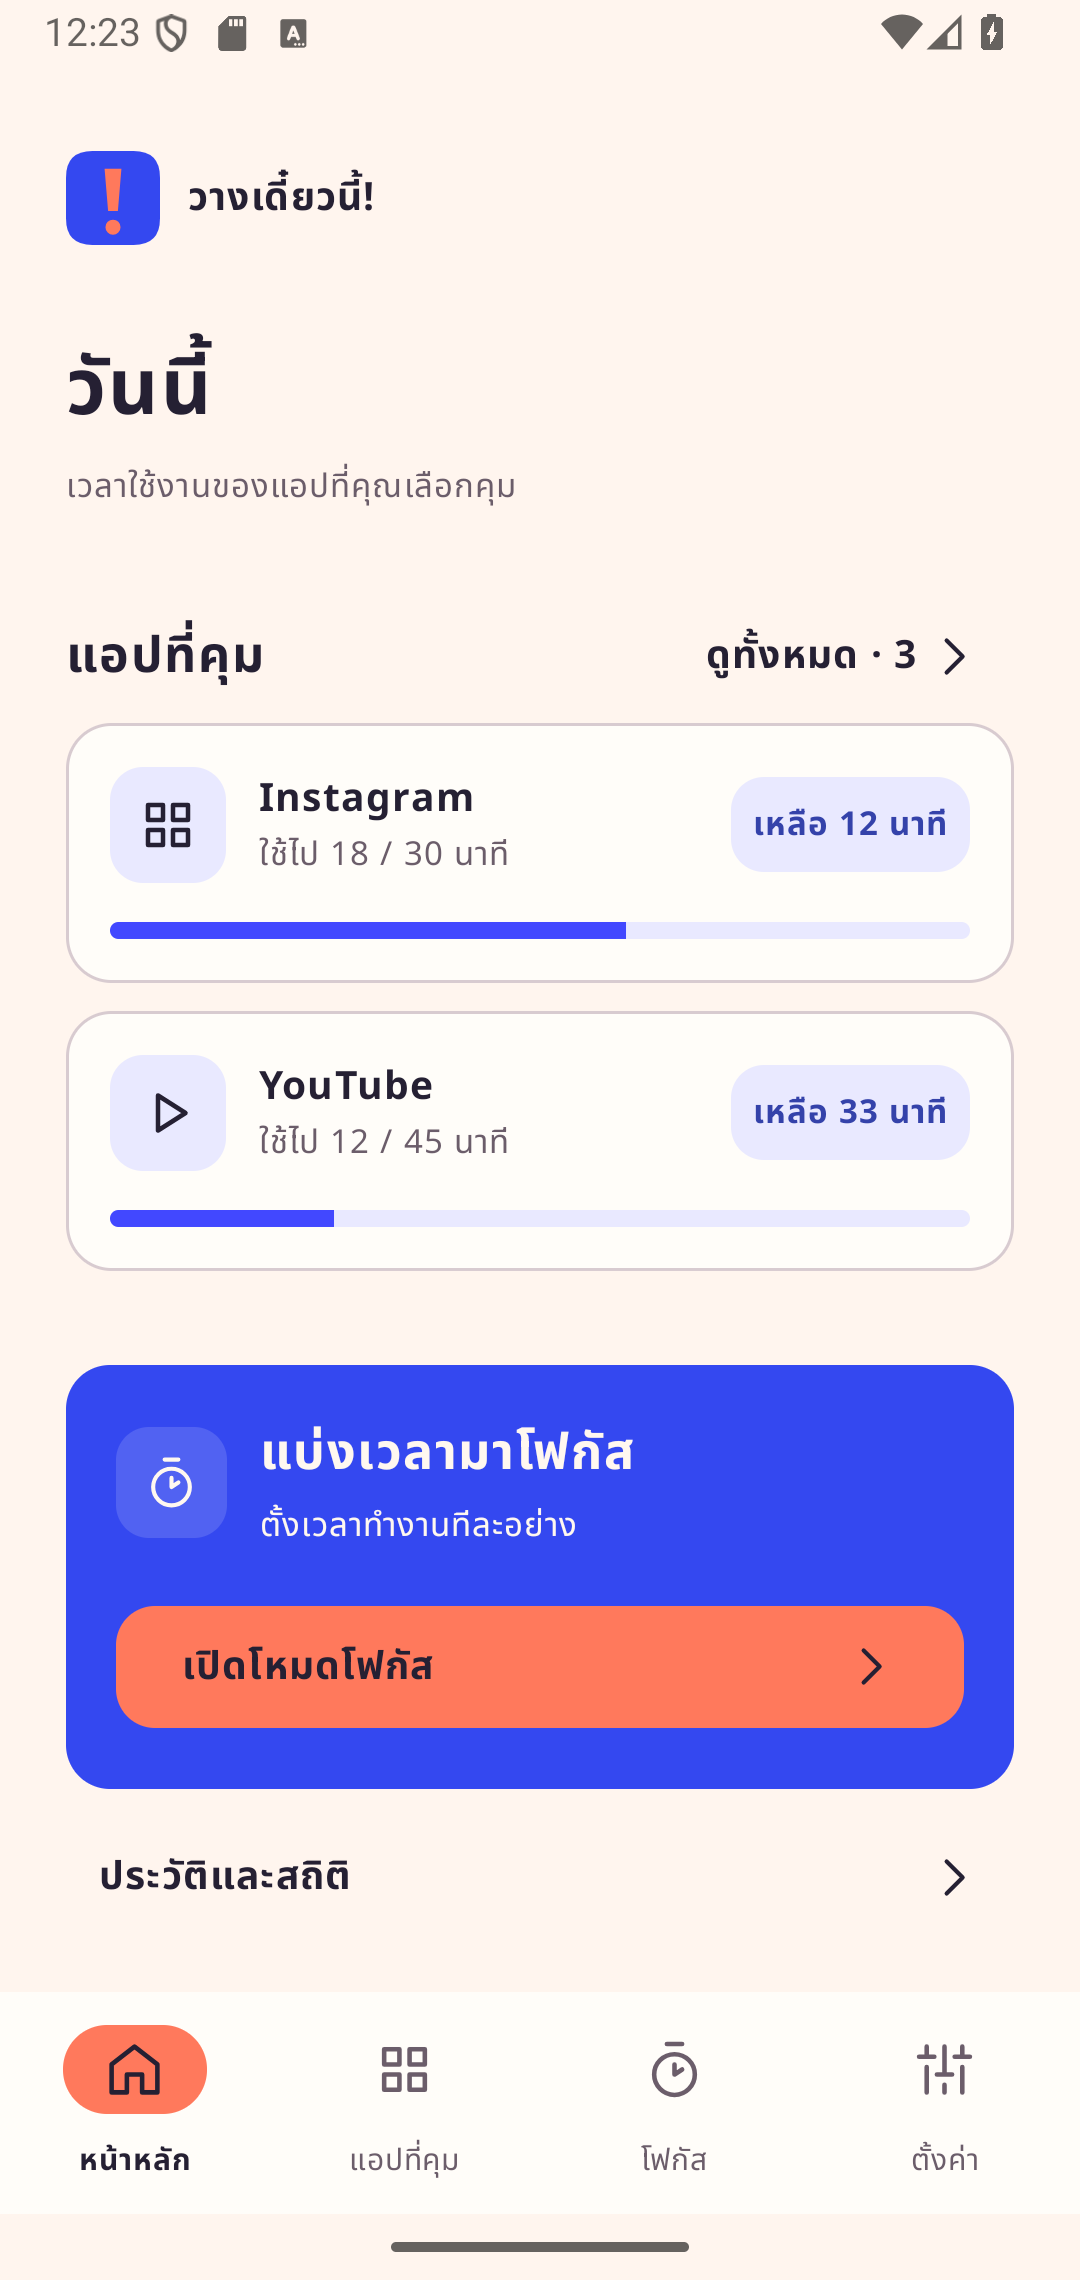 12:23
วางเดี๋ยวนี้!
วันนี้
เวลาใช้งานของแอปที่คุณเลือกคุม
แอปที่คุม
ดูทั้งหมด · 3
Instagram
ใช้ไป 18 / 30 นาที
เหลือ 12 นาที
YouTube
ใช้ไป 12 / 45 นาที
เหลือ 33 นาที
แบ่งเวลามาโฟกัส
ตั้งเวลาทำงานทีละอย่าง
เปิดโหมดโฟกัส
ประวัติและสถิติ
หน้าหลัก
แอปที่คุม
โฟกัส
ตั้งค่า